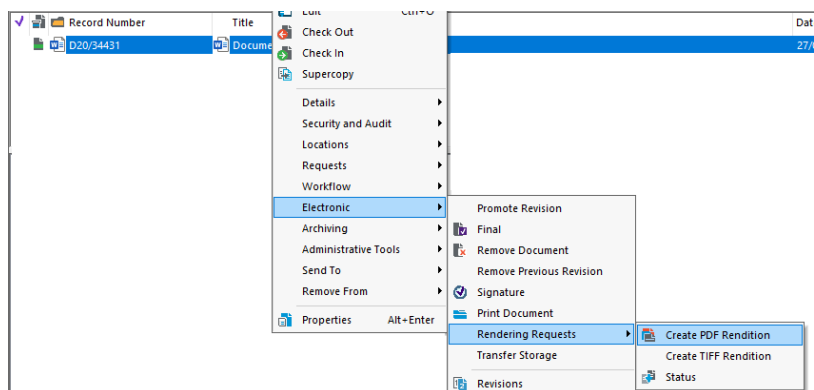 Record Number Title Dat
Edit Ctrl+O
Check Out
D20/34431 Docume 27/
Check In
Supercopy
Details
Security and Audit
Locations
Requests
Workflow
Electronic
Promote Revision
Archiving
Final
Administrative Tools
Remove Document
Send To
Remove Previous Revision
Remove From
Signature
Properties Alt+Enter
Print Document
Rendering Requests
Create PDF Rendition
Transfer Storage
Create TIFF Rendition
Revisions
Status